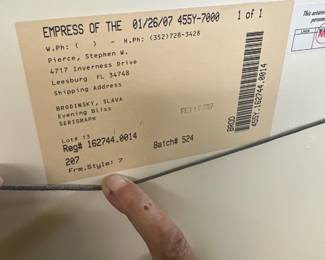 EMPRESS OF THE 01/26/07 455Y-7000 1 of 1
W.Ph: ( ) - H.Ph: (352)728-3428
Pierce, Stephen W.
4717 Inverness Drive
Leesburg FL 34748
Shipping Address
BRODINSKY, SLAVA
Evening Bliss
SERIGRAPH
Lot# 13
Reg# 162744.0014
207 Batch# 524
Frm.Style: 7
BROD
455Y.162744.0014